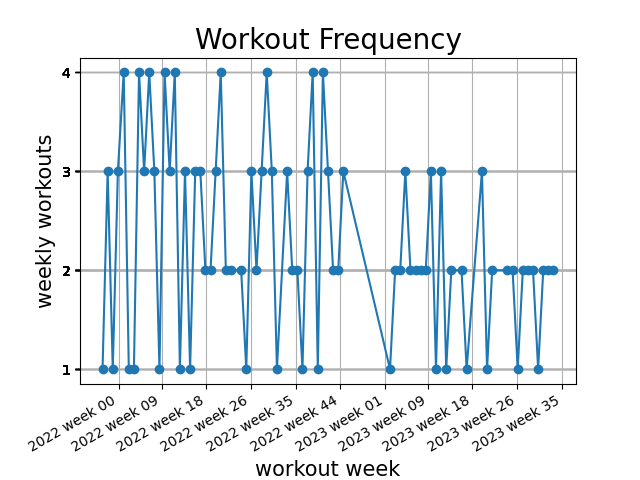 Workout Frequency
weekly workouts
4
3
2
1
2022 week 00
2022 week 09
2022 week 18
2022 week 26
2022 week 35
2022 week 44
2023 week 01
2023 week 09
2023 week 18
2023 week 26
2023 week 35
workout week